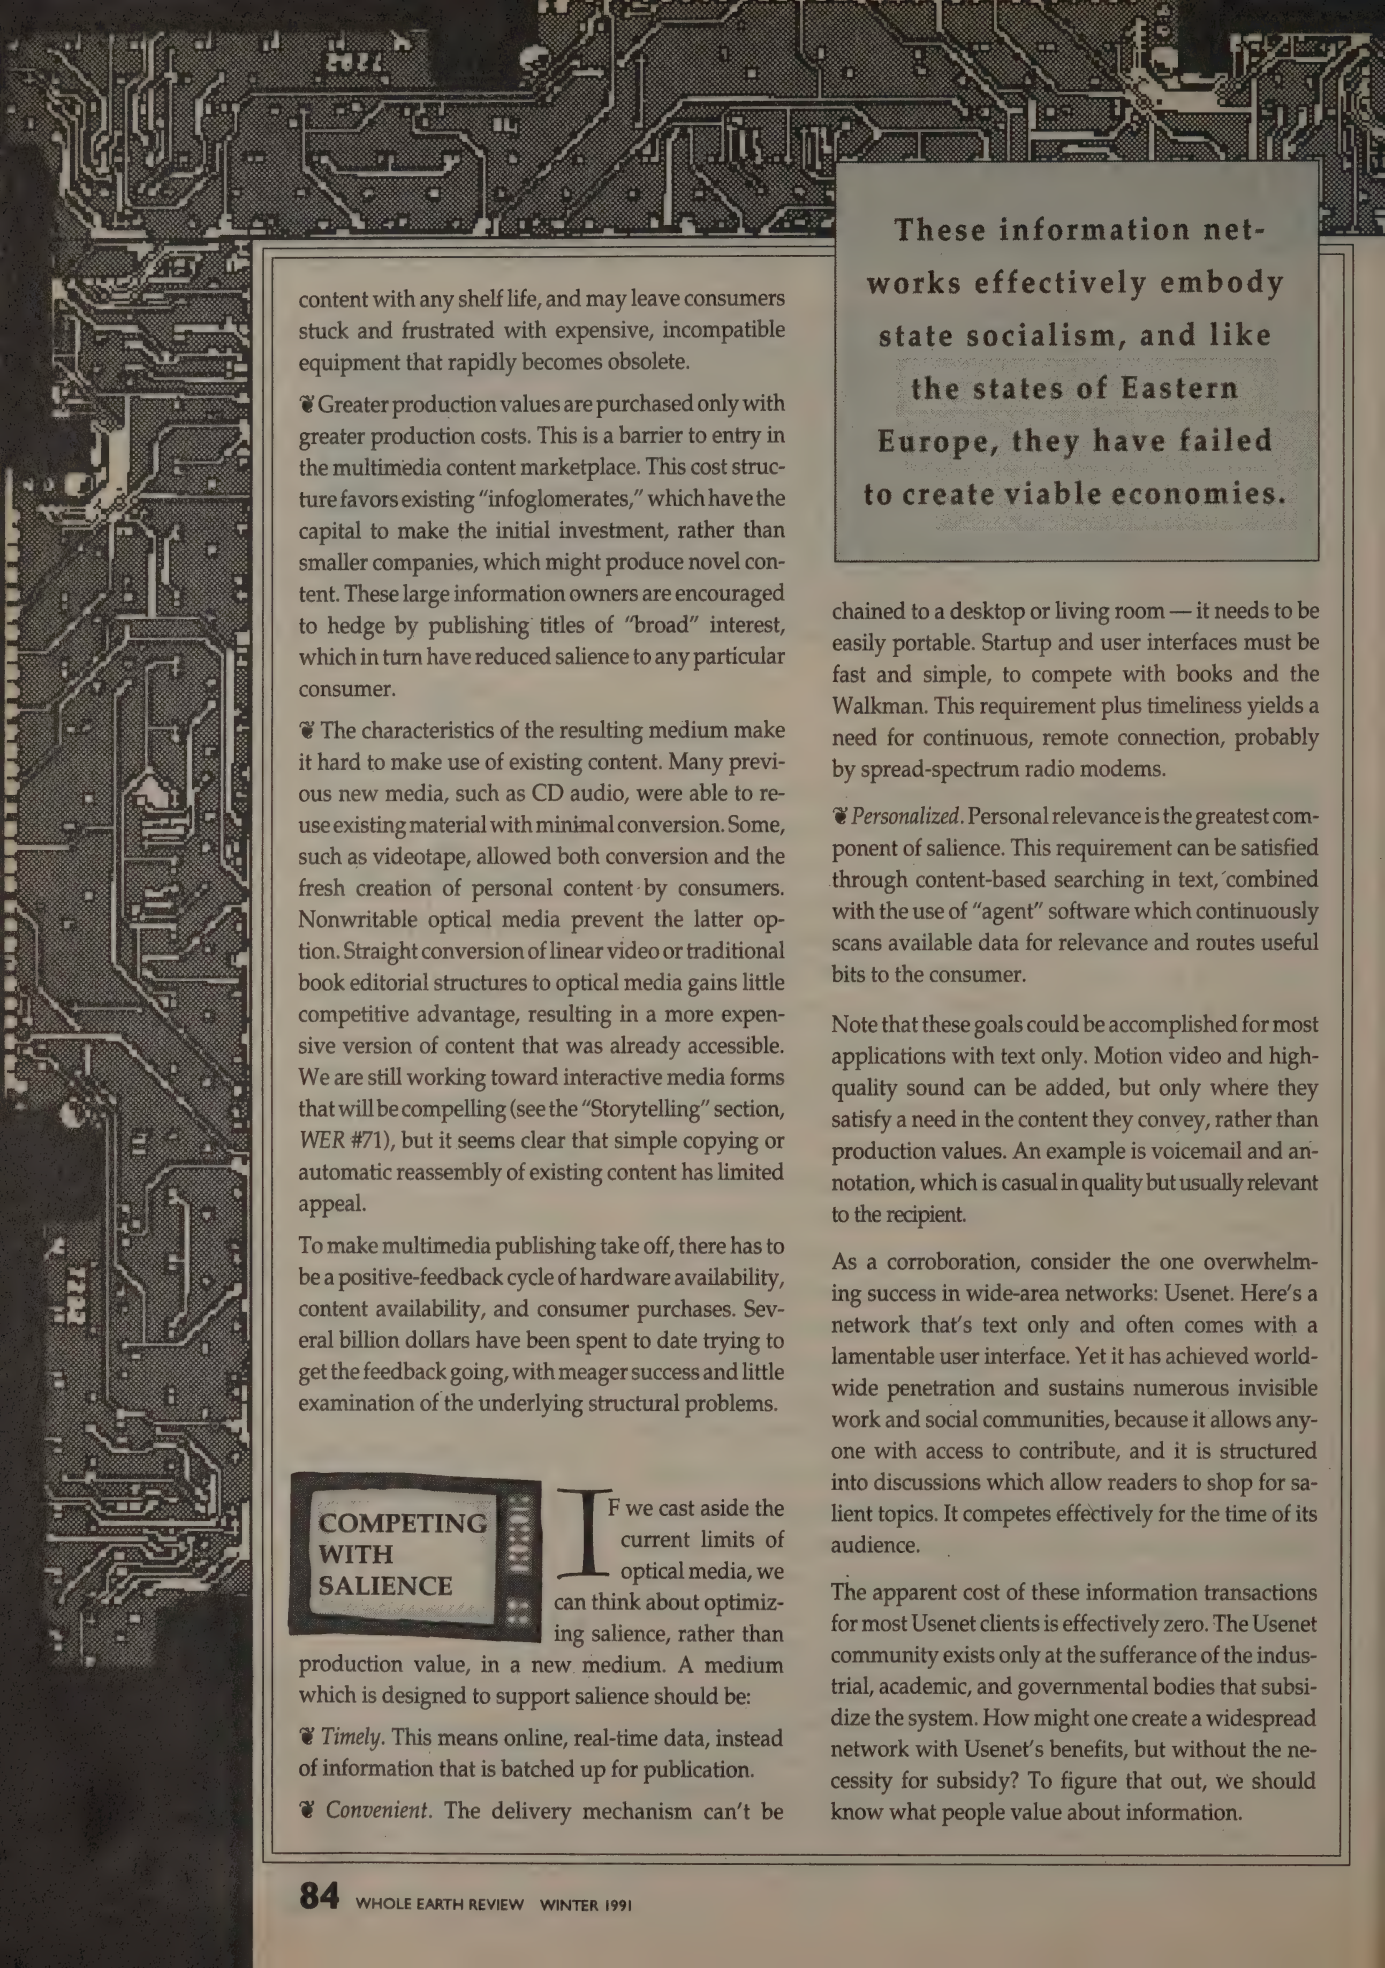 content with any shelf life, and may leave consumers
stuck and frustrated with expensive, incompatible
equipment that rapidly becomes obsolete.
❦ Greater production values are purchased only with
greater production costs. This is a barrier to entry in
the multimedia content marketplace. This cost struc-
ture favors existing "infoglomerates," which have the
capital to make the initial investment, rather than
smaller companies, which might produce novel con-
tent. These large information owners are encouraged
to hedge by publishing titles of "broad" interest,
which in turn have reduced salience to any particular
consumer.
❦ The characteristics of the resulting medium make
it hard to make use of existing content. Many previ-
ous new media, such as CD audio, were able to re-
use existing material with minimal conversion. Some,
such as videotape, allowed both conversion and the
fresh creation of personal content by consumers.
Nonwritable optical media prevent the latter op-
tion. Straight conversion of linear video or traditional
book editorial structures to optical media gains little
competitive advantage, resulting in a more expen-
sive version of content that was already accessible.
We are still working toward interactive media forms
that will be compelling (see the "Storytelling" section,
WER #71), but it seems clear that simple copying or
automatic reassembly of existing content has limited
appeal.
To make multimedia publishing take off, there has to
be a positive-feedback cycle of hardware availability,
content availability, and consumer purchases. Sev-
eral billion dollars have been spent to date trying to
get the feedback going, with meager success and little
examination of the underlying structural problems.
COMPETING
WITH
SALIENCE
IF we cast aside the
current limits of
optical media, we
can think about optimiz-
ing salience, rather than
production value, in a new medium. A medium
which is designed to support salience should be:
❦ Timely. This means online, real-time data, instead
of information that is batched up for publication.
❦ Convenient. The delivery mechanism can't be
These information net-
works effectively embody
state socialism, and like
the states of Eastern
Europe, they have failed
to create viable economies.
chained to a desktop or living room — it needs to be
easily portable. Startup and user interfaces must be
fast and simple, to compete with books and the
Walkman. This requirement plus timeliness yields a
need for continuous, remote connection, probably
by spread-spectrum radio modems.
❦ Personalized. Personal relevance is the greatest com-
ponent of salience. This requirement can be satisfied
through content-based searching in text, combined
with the use of "agent" software which continuously
scans available data for relevance and routes useful
bits to the consumer.
Note that these goals could be accomplished for most
applications with text only. Motion video and high-
quality sound can be added, but only where they
satisfy a need in the content they convey, rather than
production values. An example is voicemail and an-
notation, which is casual in quality but usually relevant
to the recipient.
As a corroboration, consider the one overwhelm-
ing success in wide-area networks: Usenet. Here's a
network that's text only and often comes with a
lamentable user interface. Yet it has achieved world-
wide penetration and sustains numerous invisible
work and social communities, because it allows any-
one with access to contribute, and it is structured
into discussions which allow readers to shop for sa-
lient topics. It competes effectively for the time of its
audience.
The apparent cost of these information transactions
for most Usenet clients is effectively zero. The Usenet
community exists only at the sufferance of the indus-
trial, academic, and governmental bodies that subsi-
dize the system. How might one create a widespread
network with Usenet's benefits, but without the ne-
cessity for subsidy? To figure that out, we should
know what people value about information.
84 WHOLE EARTH REVIEW WINTER 1991